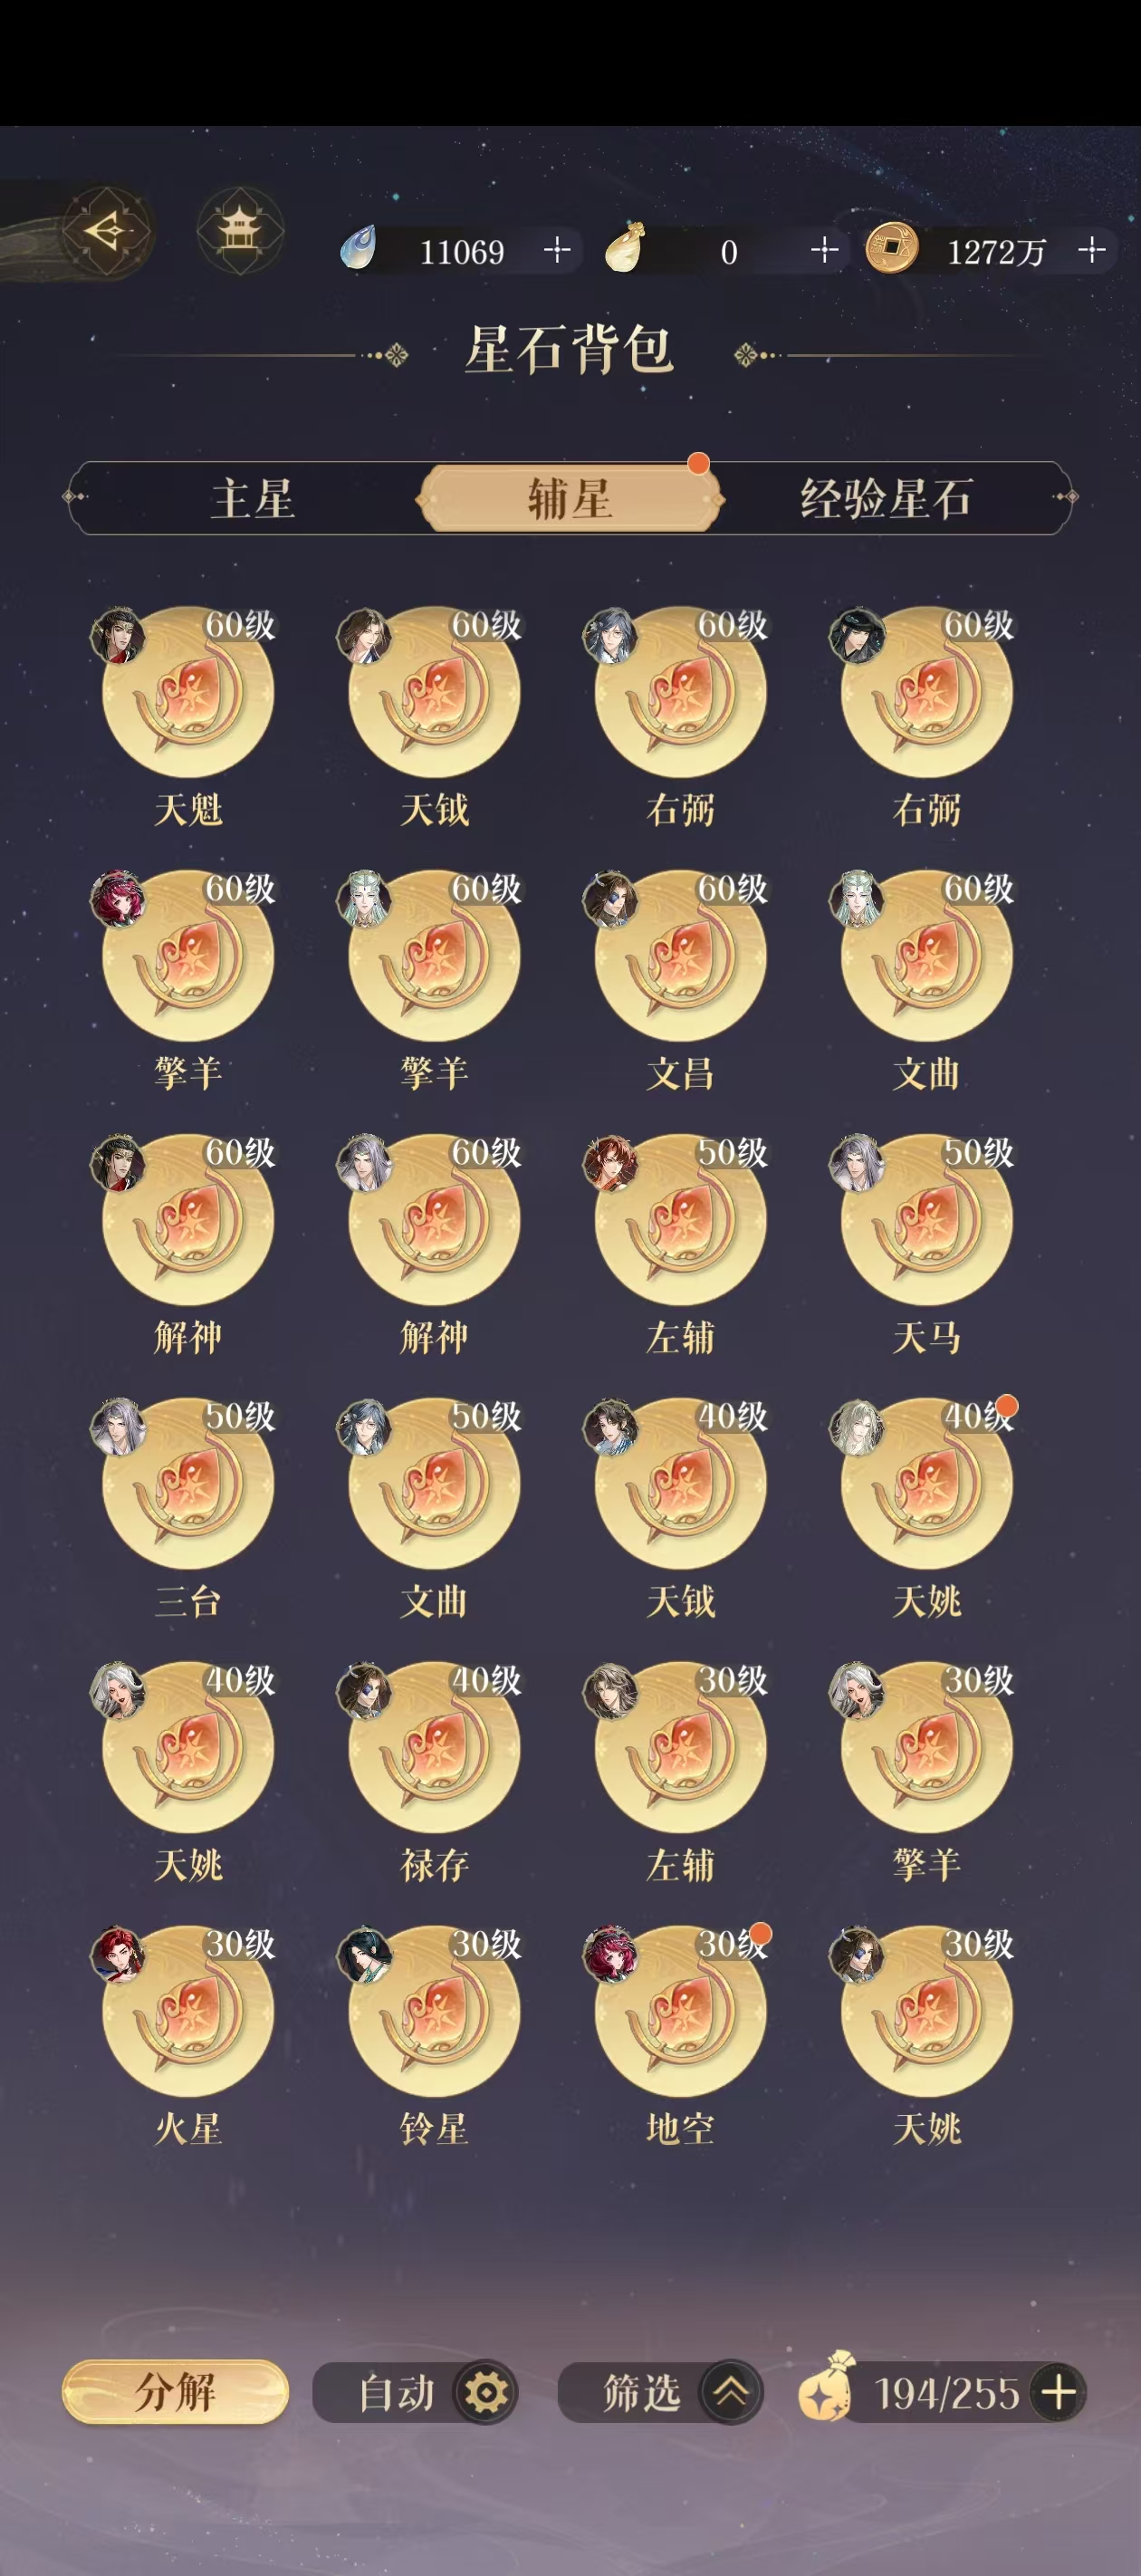 11069 0 1272万
星石背包
主星 辅星 经验星石
60级 60级 60级 60级
天魁 天钺 右弼 右弼
60级 60级 60级 60级
擎羊 擎羊 文昌 文曲
60级 60级 50级 50级
解神 解神 左辅 天马
50级 50级 40级 40级
三台 文曲 天钺 天姚
40级 40级 30级 30级
天姚 禄存 左辅 擎羊
30级 30级 30级 30级
火星 铃星 地空 天姚
分解 自动 筛选 194/255